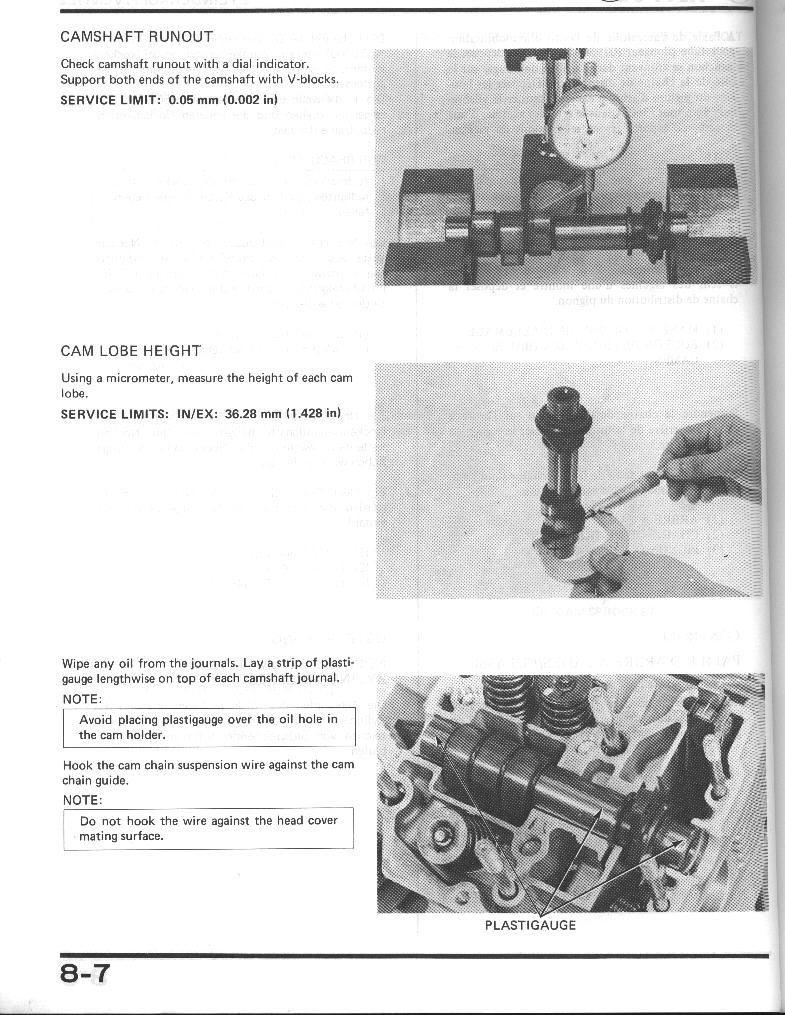 CAMSHAFT RUNOUT
Check camshaft runout with a dial indicator.
Support both ends of the camshaft with V-blocks.
SERVICE LIMIT: 0.05 mm (0.002 in)
CAM LOBE HEIGHT
Using a micrometer, measure the height of each cam
lobe.
SERVICE LIMITS: IN/EX: 36.28 mm (1.428 in)
Wipe any oil from the journals. Lay a strip of plasti-
gauge lengthwise on top of each camshaft journal.
NOTE:
Avoid placing plastigauge over the oil hole in
the cam holder.
Hook the cam chain suspension wire against the cam
chain guide.
NOTE:
Do not hook the wire against the head cover
mating surface.
PLASTIGAUGE
8-7